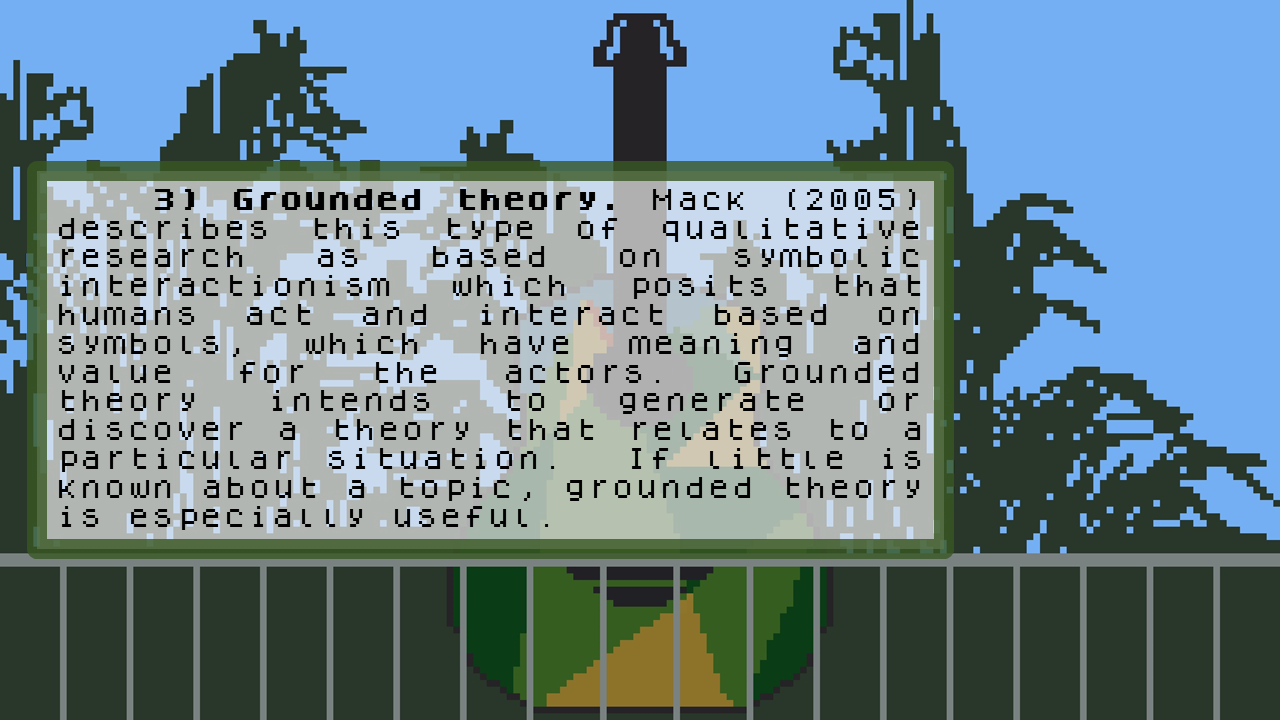 3) Grounded theory. Mack (2005)
describes this type of qualitative
research as based on symbolic
interactionism which posits that
humans act and interact based on
symbols, which have meaning and
value for the actors. Grounded
theory intends to generate or
discover a theory that relates to a
particular situation. If little is
known about a topic, grounded theory
is especially useful.